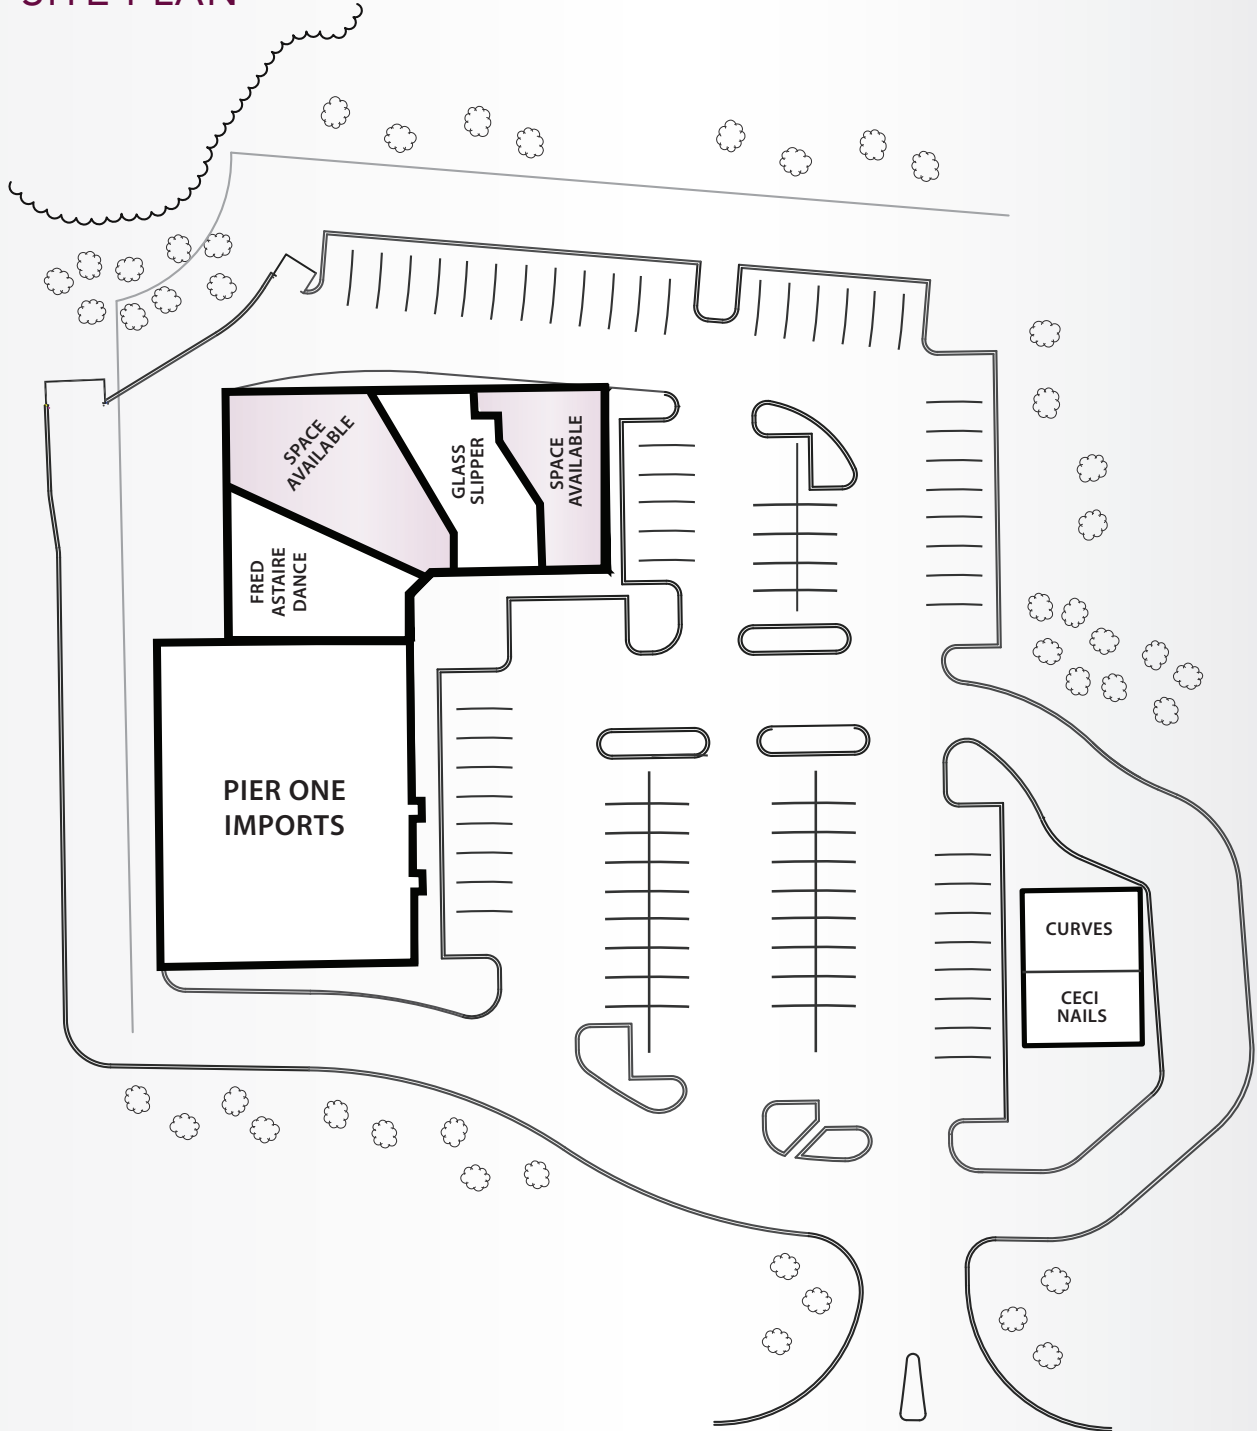 SITE PLAN
SPACE
AVAILABLE
GLASS
SLIPPER
SPACE
AVAILABLE
FRED
ASTAIRE
DANCE
PIER ONE
IMPORTS
CURVES
CECI
NAILS